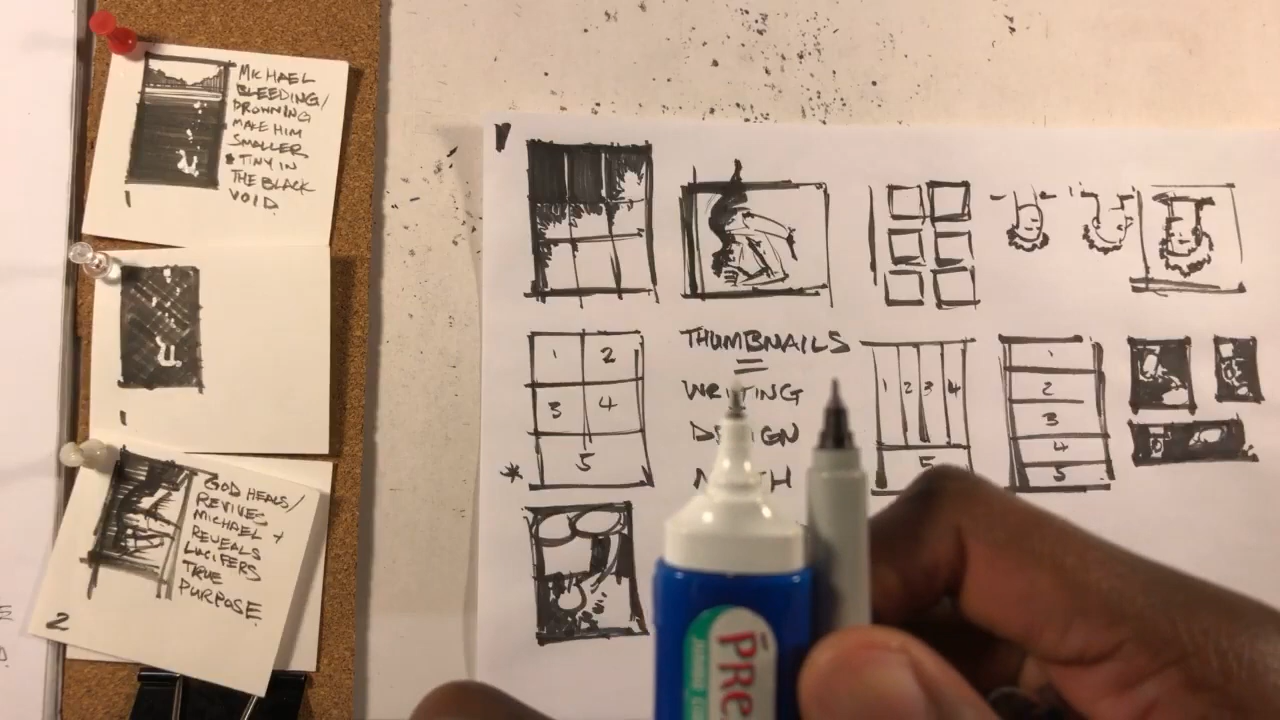 MICHAEL
BLEEDING/
DROWNING
MAKE HIM
SMALLER
TINY IN
THE BLACK
VOID.
1
1
GOD HEALS/
REVIVES
MICHAEL +
REVEALS
LUCIFERS
TRUE
PURPOSE.
2
1 2
3 4
5
*
THUMBNAILS
WRITING
1 2 3 4
5
1
2
3
4
5
PRE